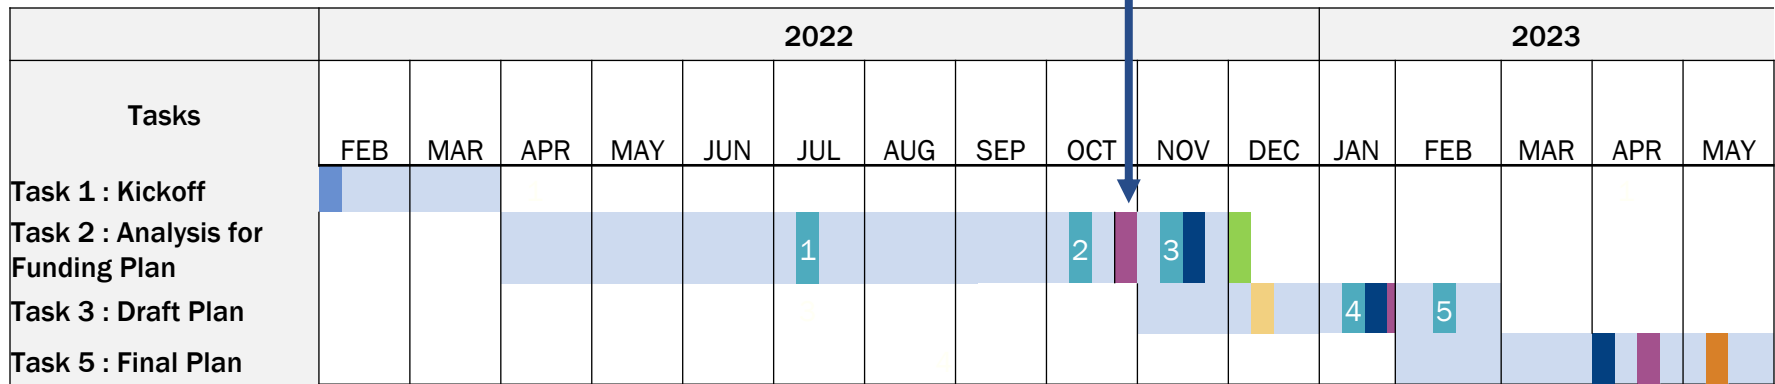 2022 2023
Tasks
FEB MAR APR MAY JUN JUL AUG SEP OCT NOV DEC JAN FEB MAR APR MAY
Task 1 : Kickoff
Task 2 : Analysis for
Funding Plan
1 2 3
Task 3 : Draft Plan 4 5
Task 5 : Final Plan